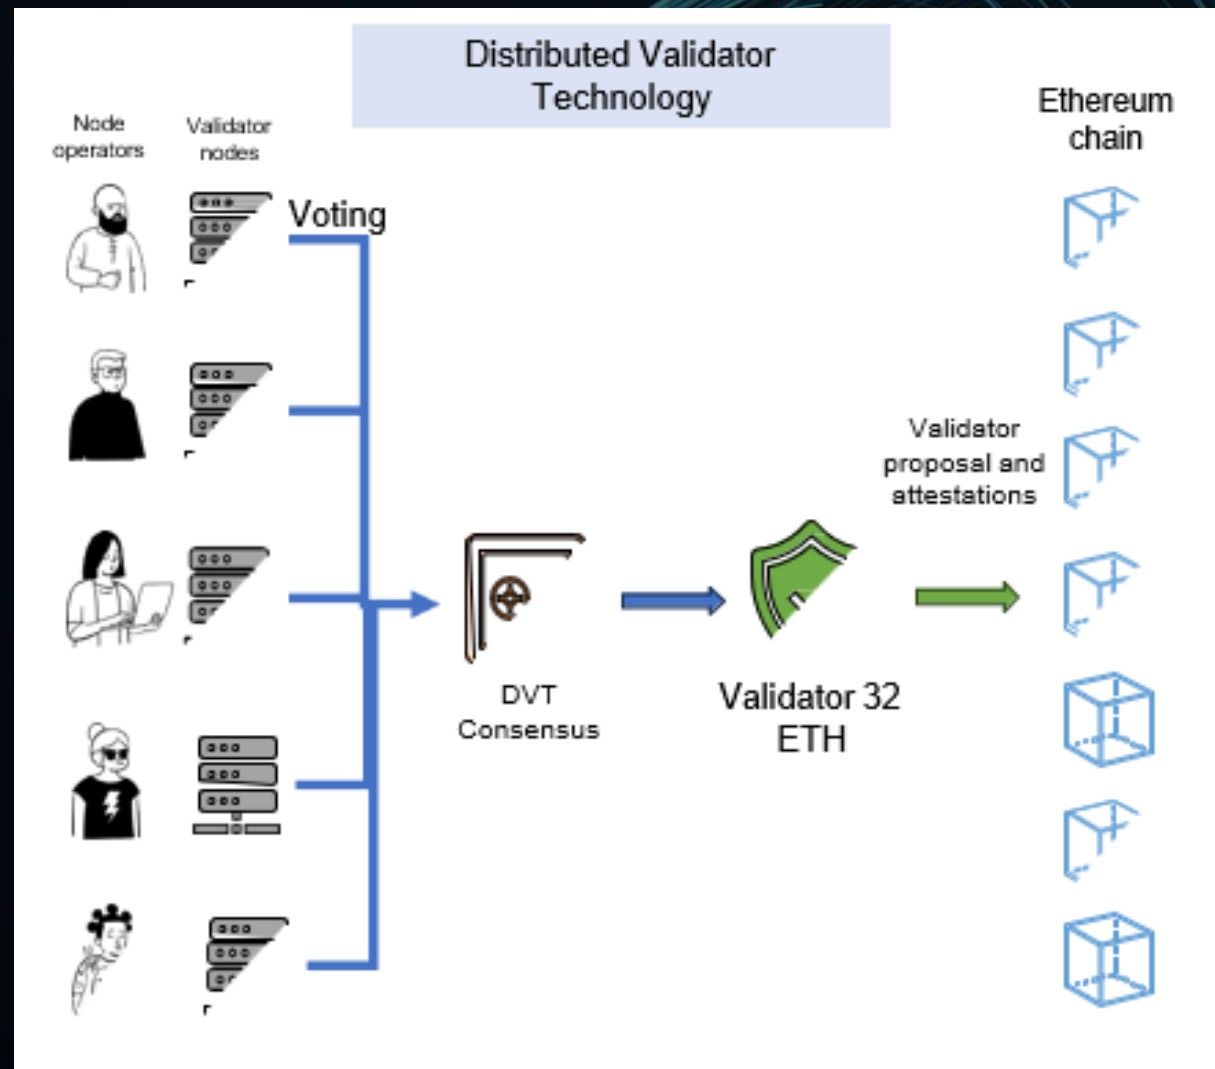 Distributed Validator
Technology
Node
operators
Validator
nodes
Ethereum
chain
Voting
Validator
proposal and
attestations
DVT
Consensus
Validator 32
ETH